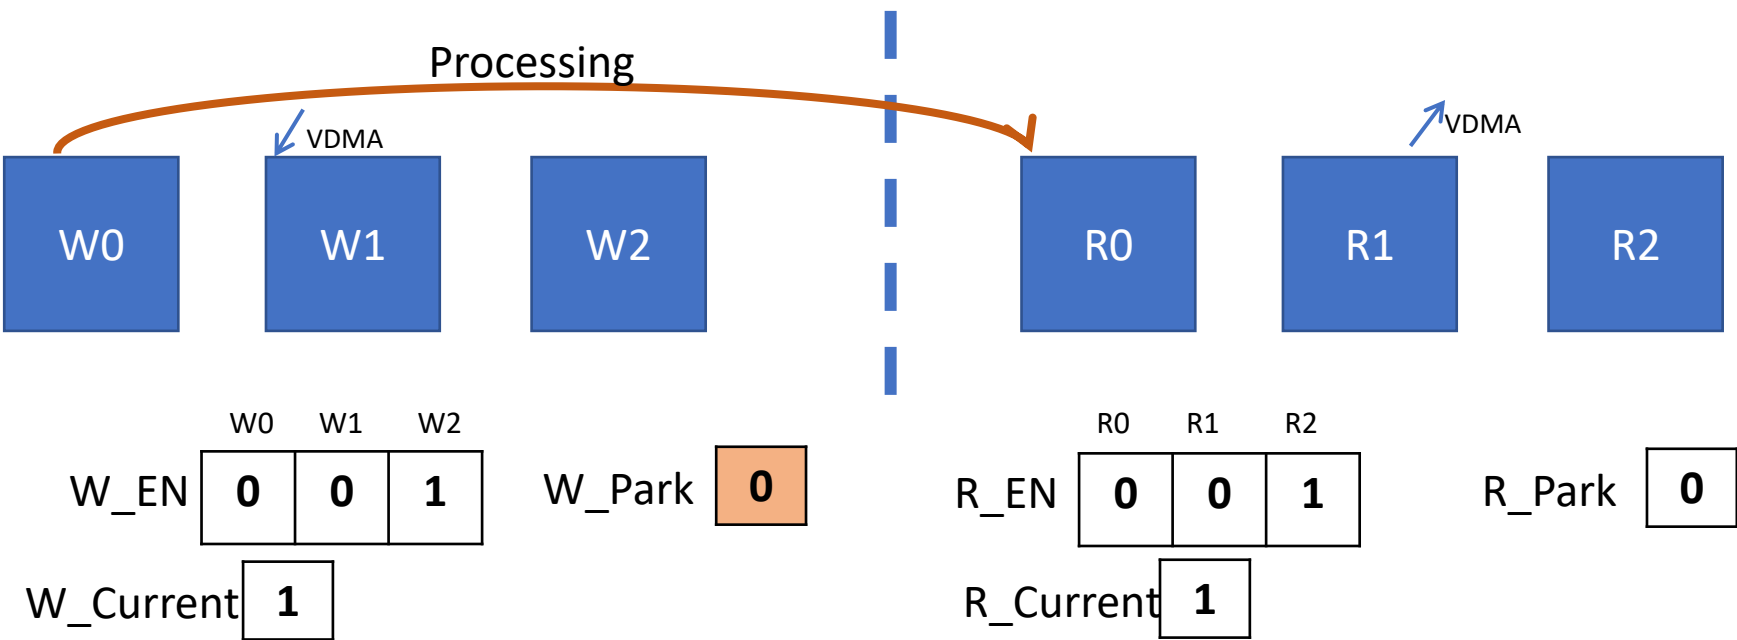 Processing
VDMA
VDMA
W0 W1 W2 R0 R1 R2
W0 W1 W2 R0 R1 R2
W_EN 0 0 1 W_Park 0 R_EN 0 0 1 R_Park 0
W_Current 1 R_Current 1